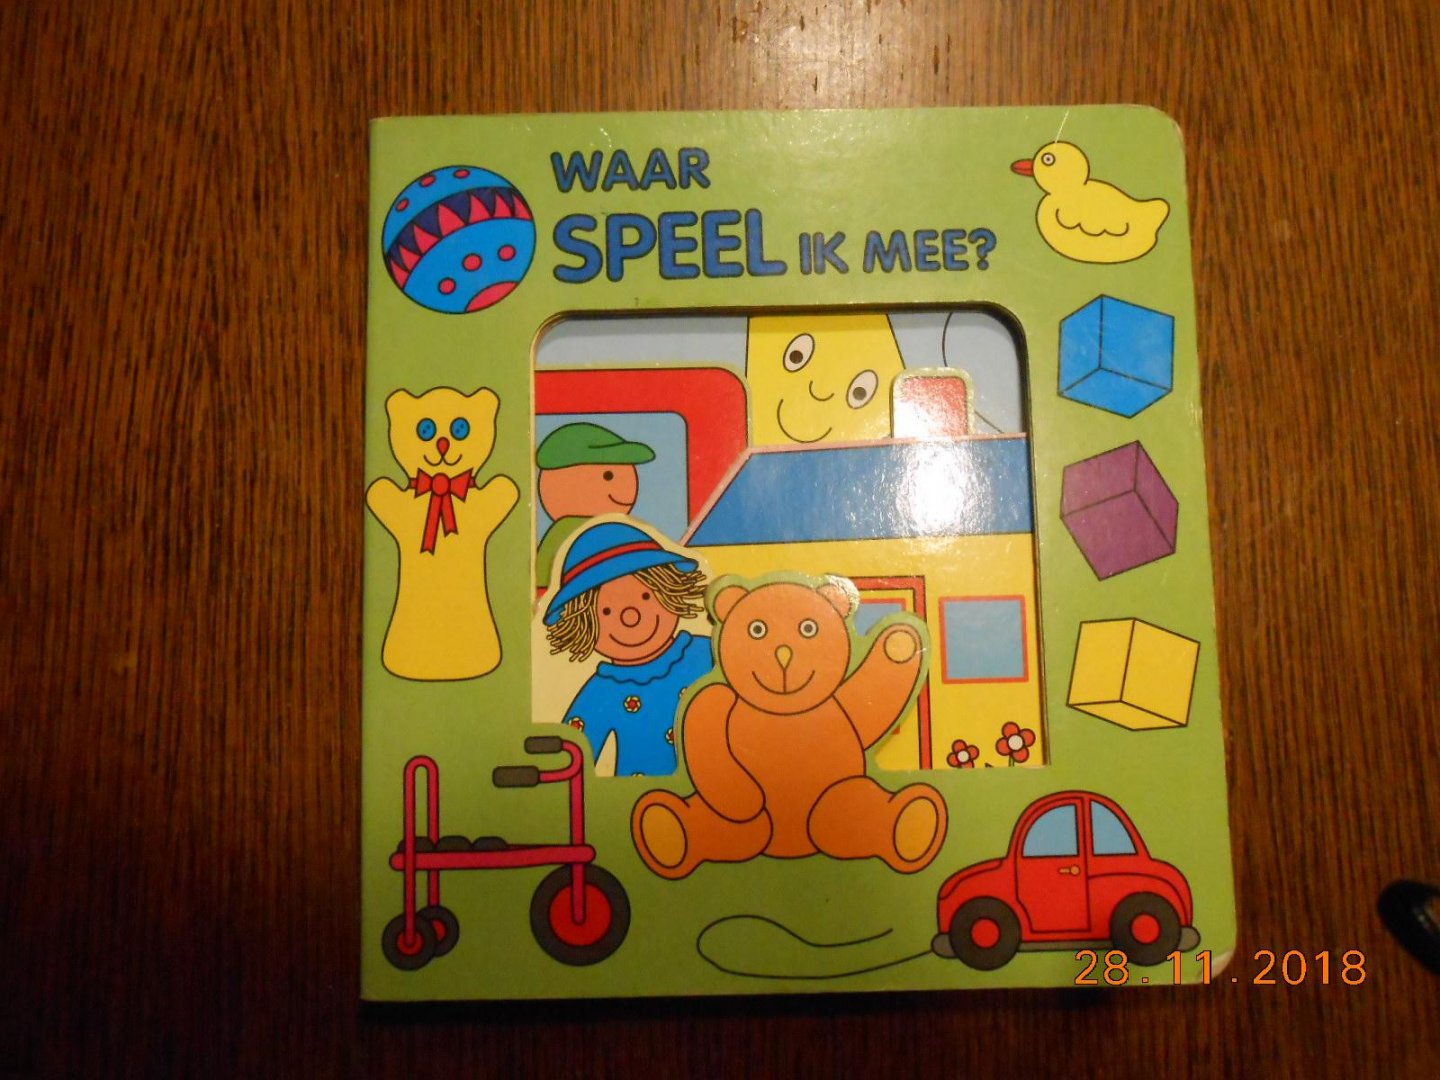 WAAR
SPEEL IK MEE?
28.11.2018